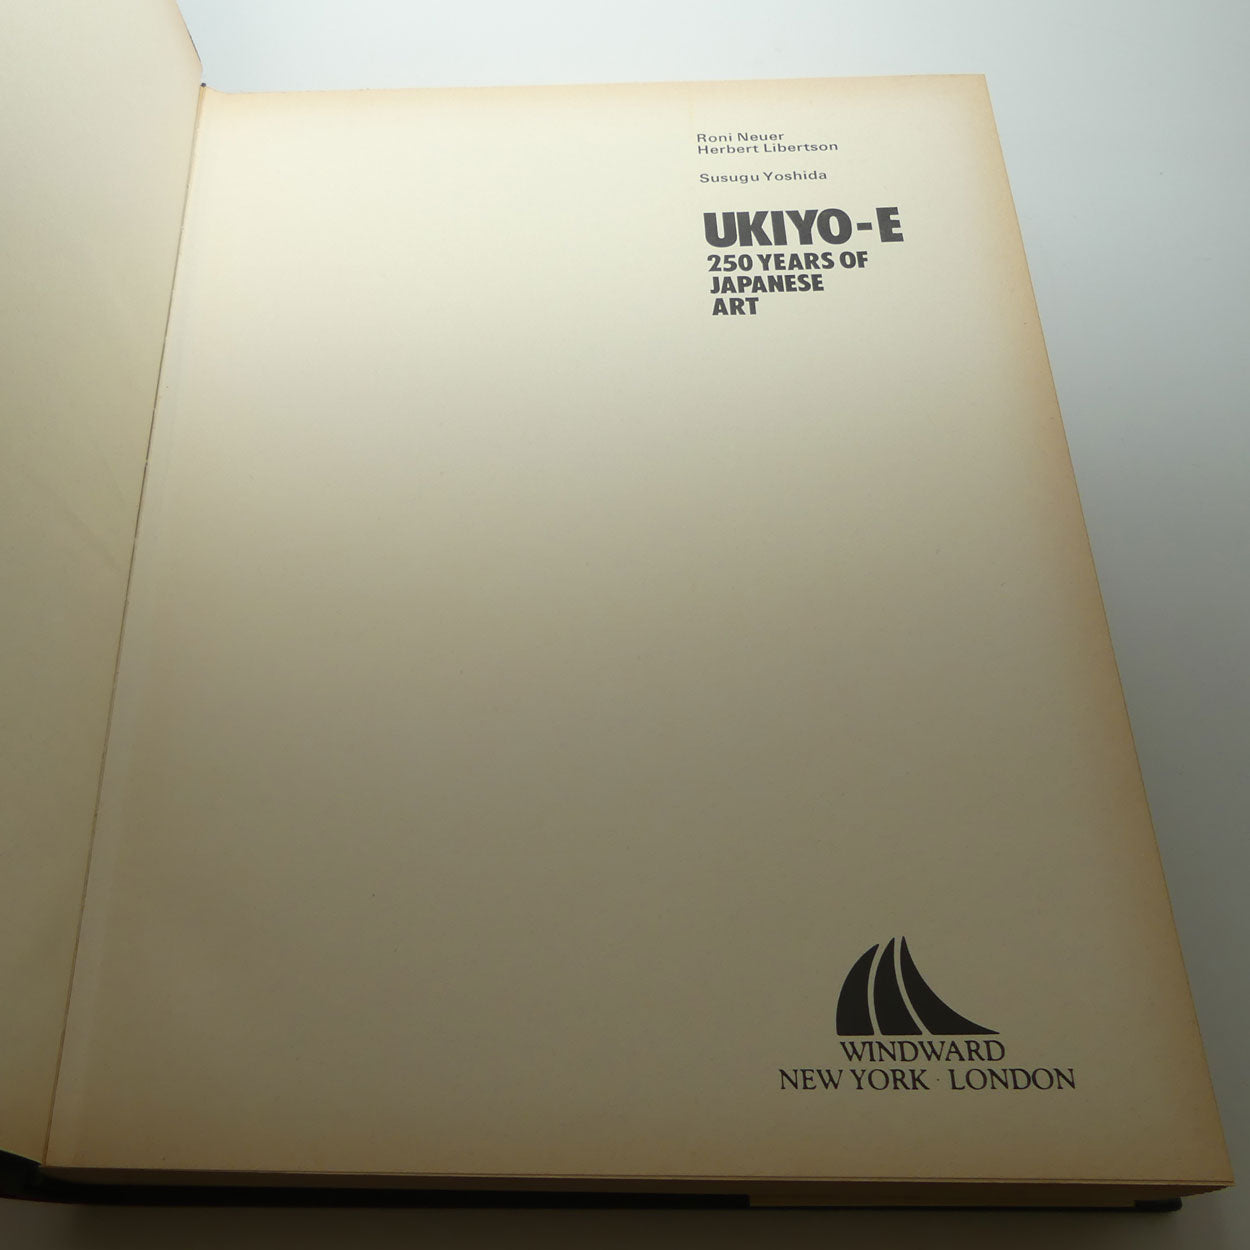 Roni Neuer
Herbert Libertson
Susugu Yoshida
UKIYO-E
250 YEARS OF
JAPANESE
ART
WINDWARD
NEW YORK · LONDON